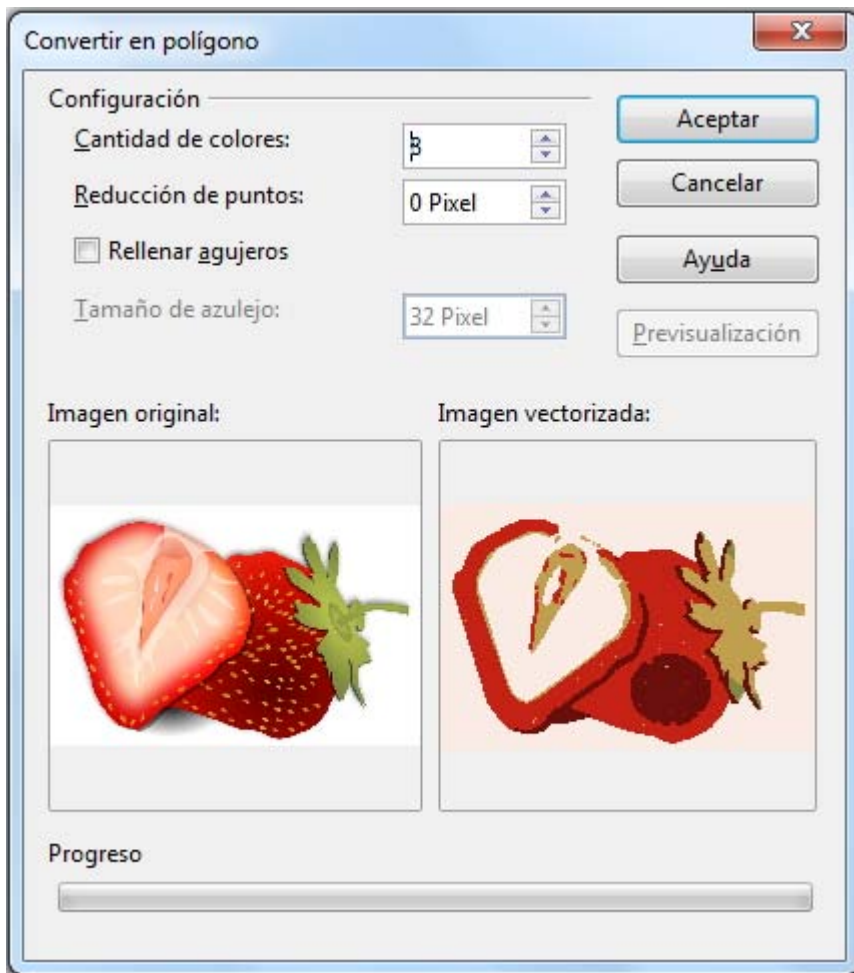 Convertir en polígono
Configuración
Cantidad de colores:
Reducción de puntos:
0 Pixel
Rellenar agujeros
Tamaño de azulejo:
32 Pixel
Aceptar
Cancelar
Ayuda
Previsualización
Imagen original:
Imagen vectorizada:
Progreso